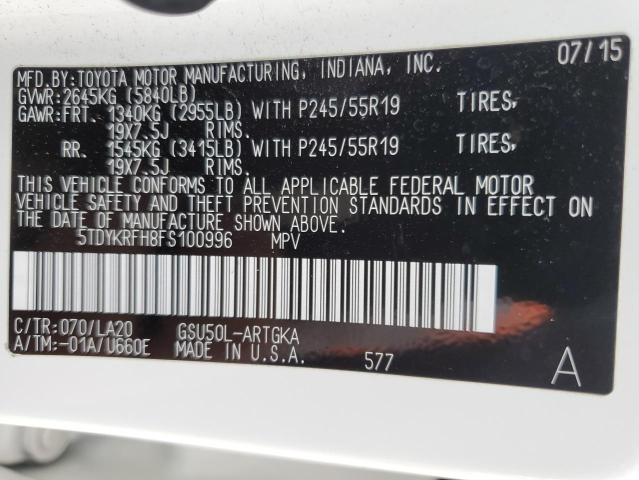 07/15
MFD.BY:TOYOTA MOTOR MANUFACTURING, INDIANA, INC.
GVWR:2645KG (5840LB)
GAWR:FRT. 1340KG (2955LB) WITH P245/55R19 TIRES,
19X7.5J RIMS.
RR. 1545KG (3415LB) WITH P245/55R19 TIRES,
19X7.5J RIMS.
THIS VEHICLE CONFORMS TO ALL APPLICABLE FEDERAL MOTOR
VEHICLE SAFETY AND THEFT PREVENTION STANDARDS IN EFFECT ON
THE DATE OF MANUFACTURE SHOWN ABOVE.
5TDYKRFH8FS100996 MPV
C/TR:070/LA20 GSU50L-ARTGKA
A/TM:-01A/U660E MADE IN U.S.A. 577 A